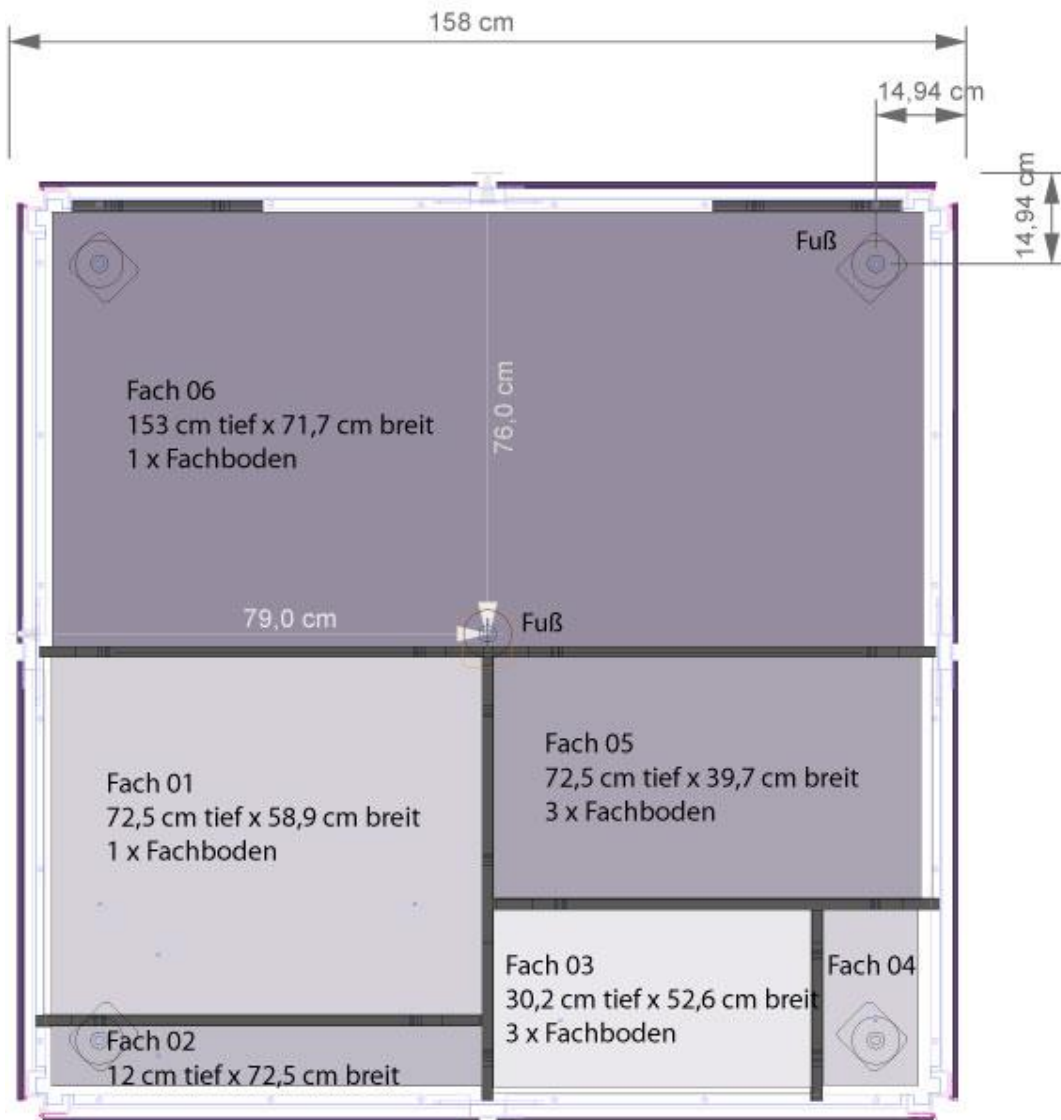 158 cm
14,94 cm
14,94 cm
Fuß
Fach 06
153 cm tief x 71,7 cm breit
1 x Fachboden
76,0 cm
79,0 cm
Fuß
Fach 05
72,5 cm tief x 39,7 cm breit
3 x Fachboden
Fach 01
72,5 cm tief x 58,9 cm breit
1 x Fachboden
Fach 03
30,2 cm tief x 52,6 cm breit
3 x Fachboden
Fach 04
Fach 02
12 cm tief x 72,5 cm breit